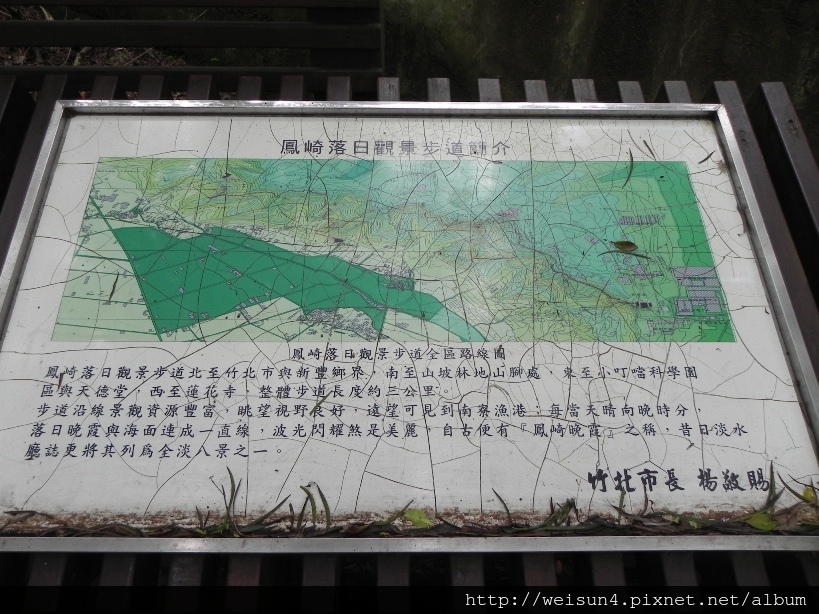 鳳崎落日觀景步道簡介
鳳崎落日觀景步道全區路線圖
鳳崎落日觀景步道北至竹北市與新豐鄉界，南至山坡林地山腳處，東至小叮噹科學園
區與天德堂，西至蓮花寺，整體步道長度約三公里。
步道沿線景觀資源豐富，眺望視野良好，遠望可見到南寮漁港；每當天晴向晚時分，
落日晚霞與海面連成一直線，波光閃耀煞是美麗，自古便有『鳳崎晚霞』之稱，昔日淡水
廳誌更將其列為全淡八景之一。
竹北市長 楊敬賜
http://weisun4.pixnet.net/album